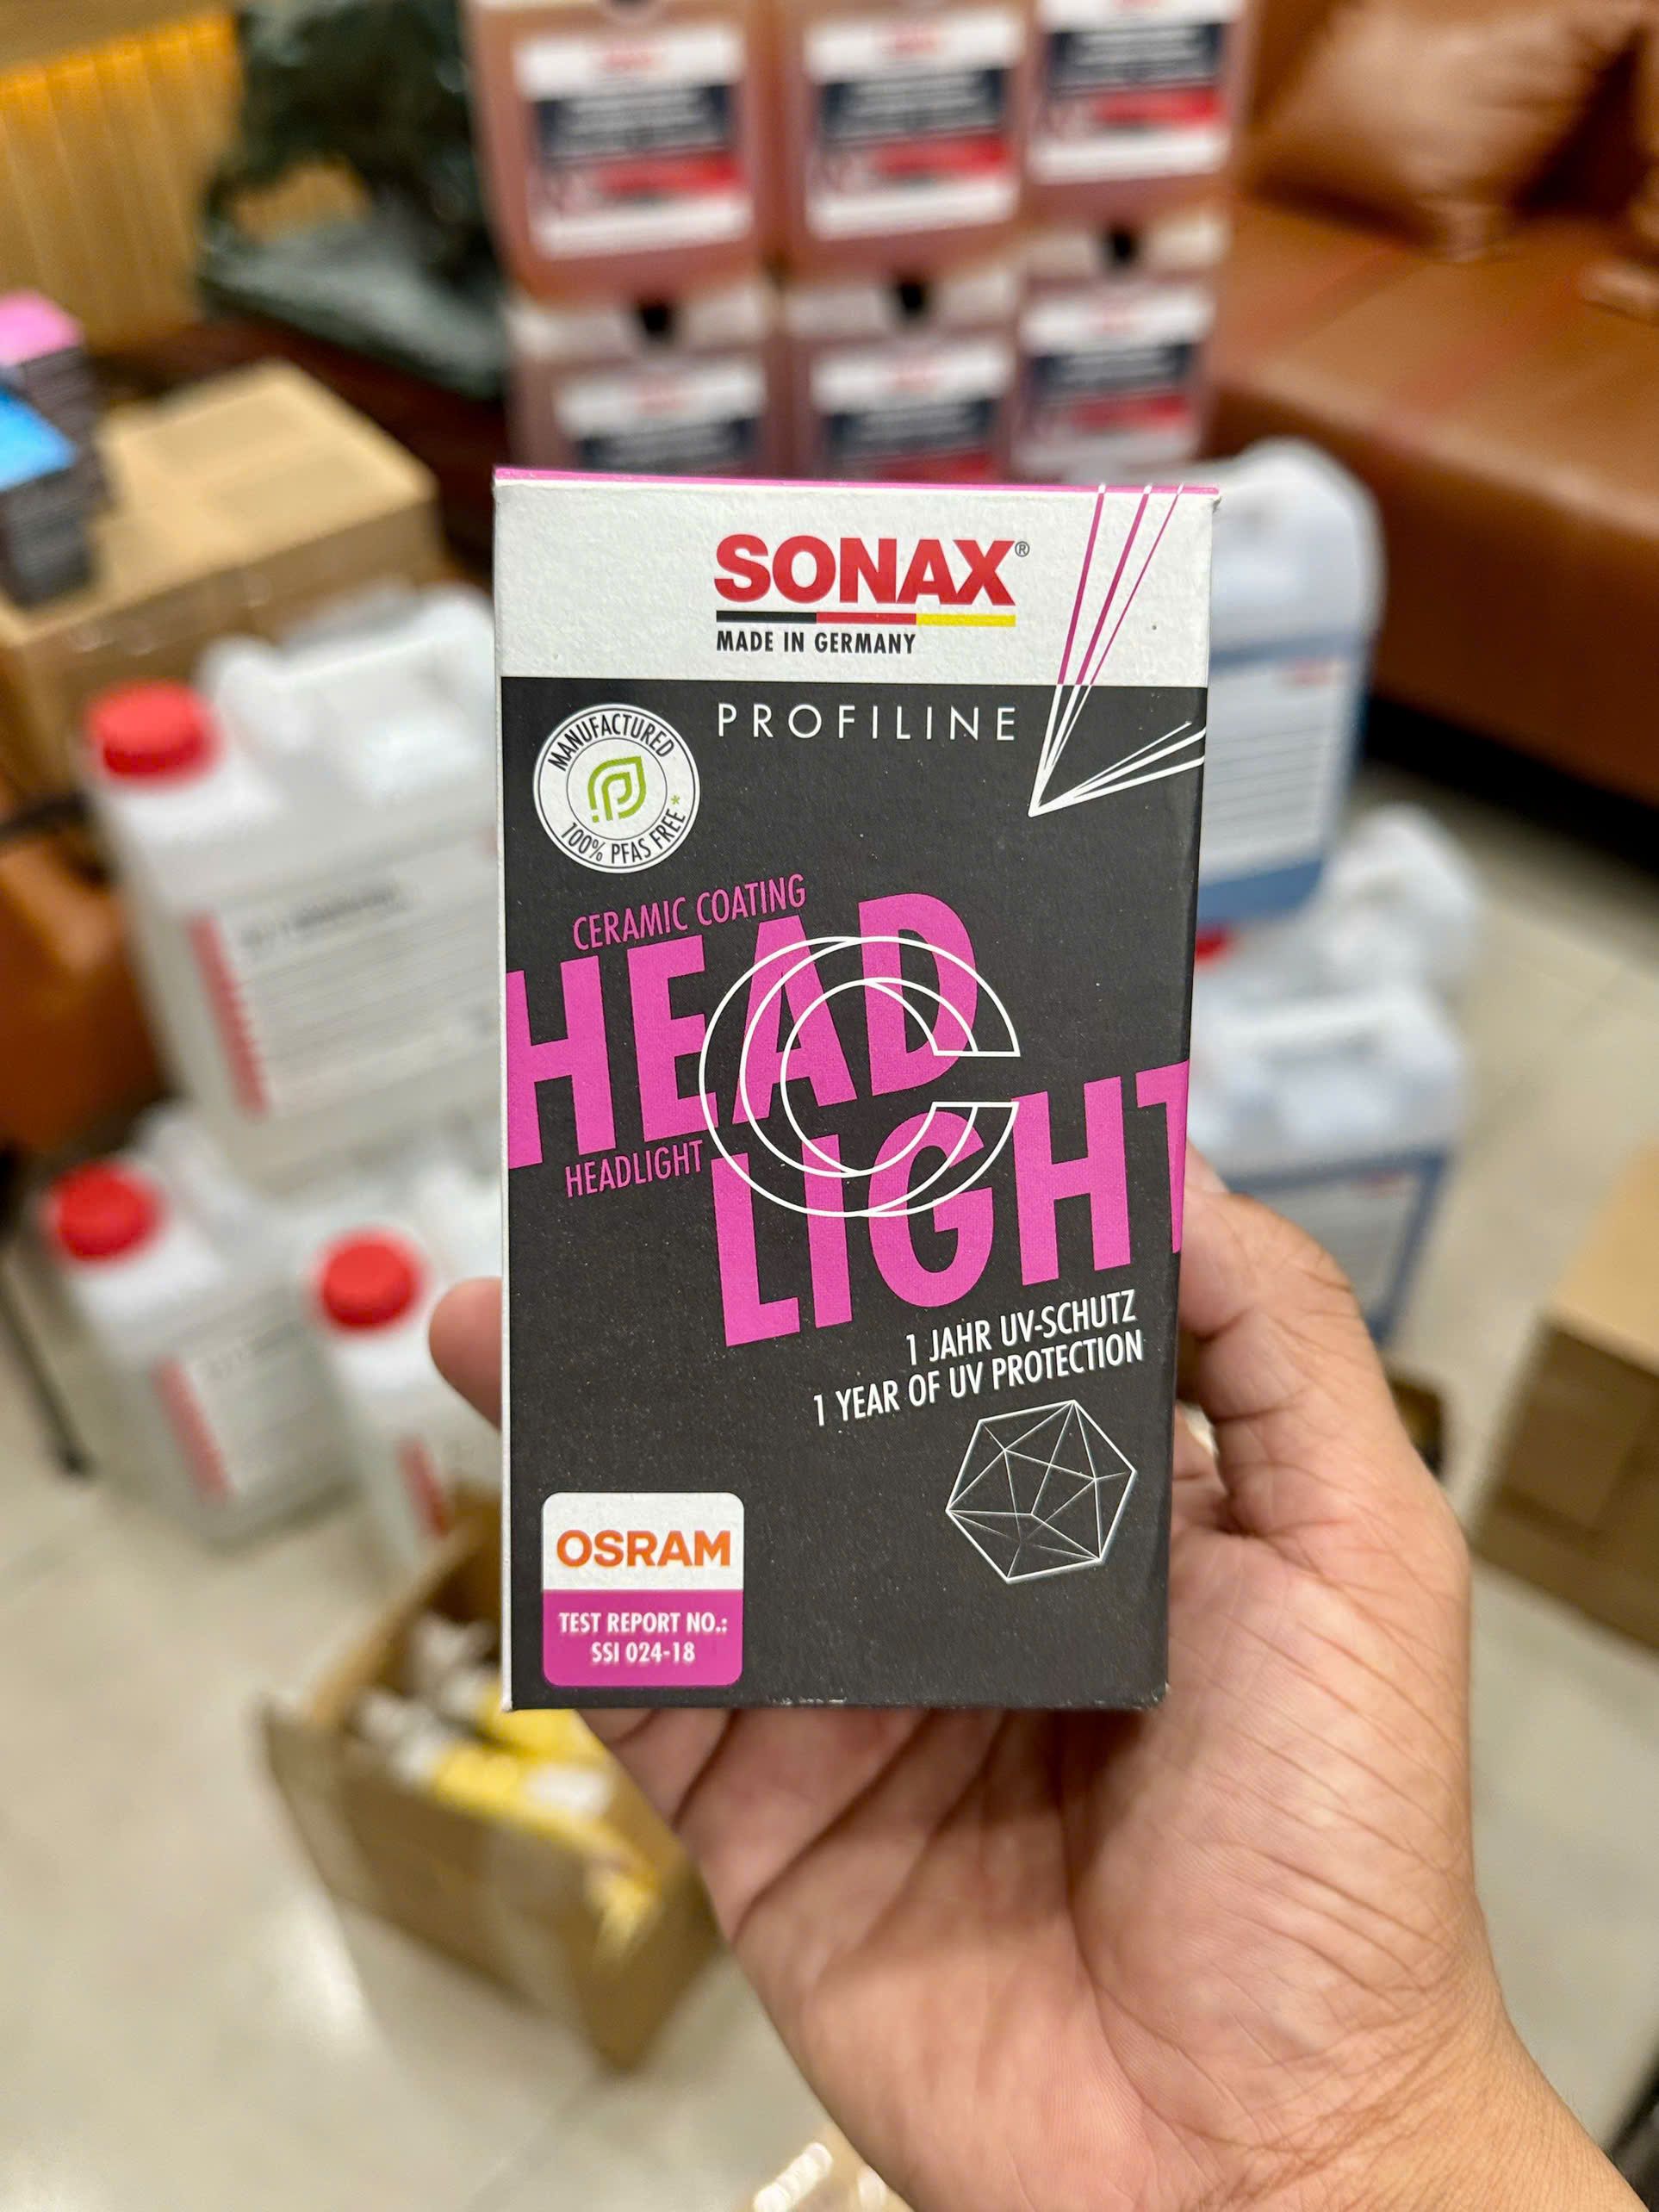 SONAX®
MADE IN GERMANY
PROFILINE
MANUFACTURED
100% PFAS FREE*
CERAMIC COATING
HEAD
HEADLIGHT
LIGHT
1 JAHR UV-SCHUTZ
1 YEAR OF UV PROTECTION
OSRAM
TEST REPORT NO.:
SSI 024-18